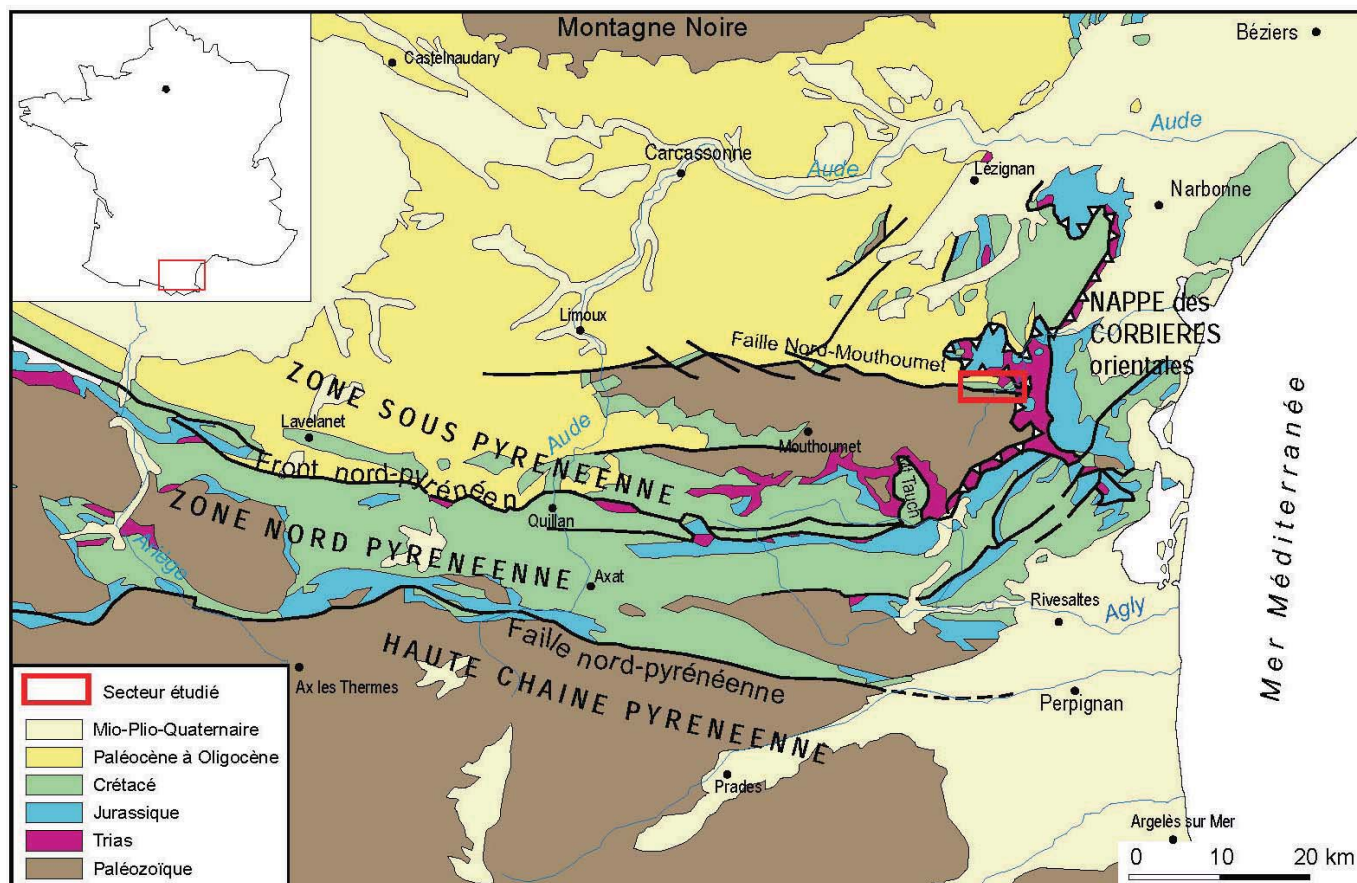 Montagne Noire
Béziers
Castelnaudary
Aude
Carcassonne
Aude
Lézignan
Narbonne
NAPPE des
CORBIERES
orientales
Limoux
Faille Nord-Mouthoumet
ZONE SOUS PYRENEENNE
Lavelanet
Aude
Mouthoumet
Front nord-pyrénéen
Mt Tauch
Quillan
ZONE NORD PYRENEENNE
Ariège
Axat
Rivesaltes
Agly
Mer Méditerranée
Faille nord-pyrénéenne
HAUTE CHAINE PYRENEENNE
Ax les Thermes
Perpignan
Prades
Argelès sur Mer
0 10 20 km
Secteur étudié
Mio-Plio-Quaternaire
Paléocène à Oligocène
Crétacé
Jurassique
Trias
Paléozoïque